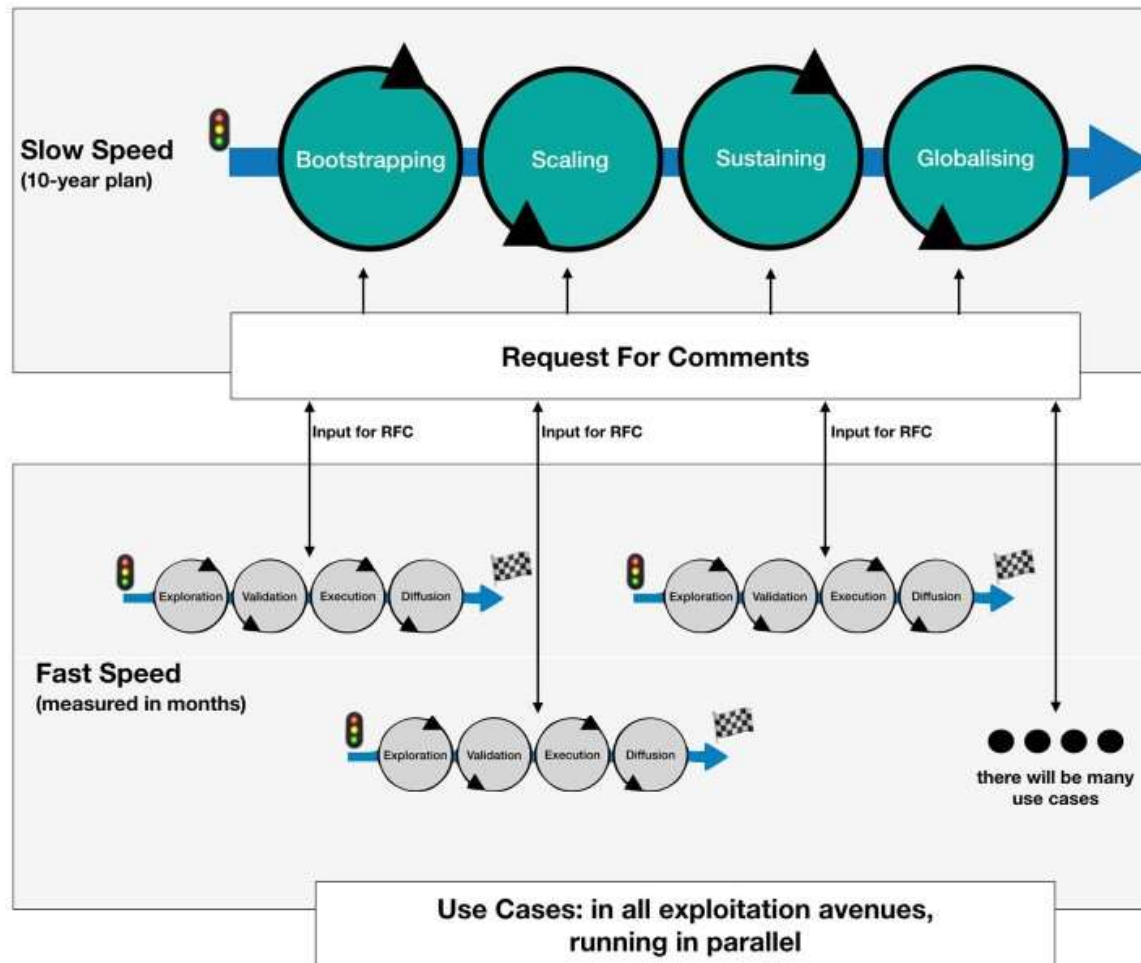 Slow Speed
(10-year plan)
Bootstrapping
Scaling
Sustaining
Globalising
Request For Comments
Input for RFC
Input for RFC
Input for RFC
Exploration
Validation
Execution
Diffusion
Exploration
Validation
Execution
Diffusion
Fast Speed
(measured in months)
Exploration
Validation
Execution
Diffusion
there will be many
use cases
Use Cases: in all exploitation avenues,
running in parallel